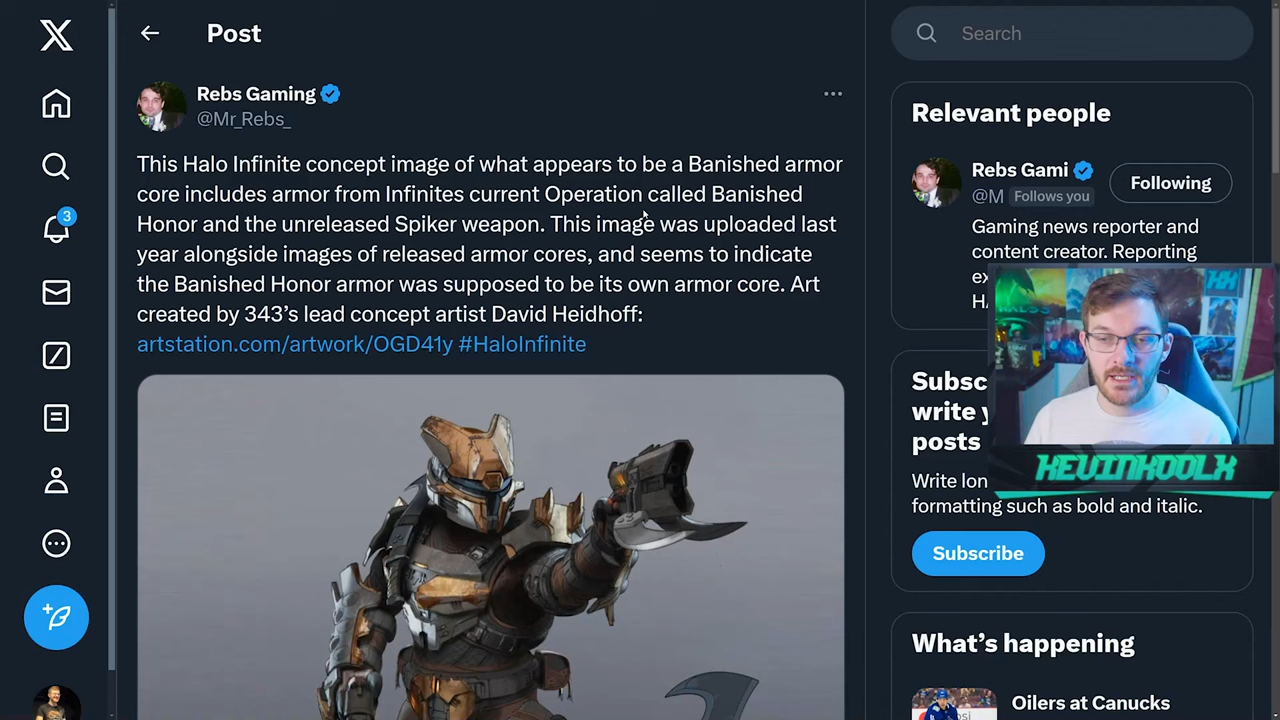 Post
Search
Rebs Gaming
@Mr_Rebs_
This Halo Infinite concept image of what appears to be a Banished armor
core includes armor from Infinites current Operation called Banished
Honor and the unreleased Spiker weapon. This image was uploaded last
year alongside images of released armor cores, and seems to indicate
the Banished Honor armor was supposed to be its own armor core. Art
created by 343's lead concept artist David Heidhoff:
artstation.com/artwork/OGD41y #HaloInfinite
3
Relevant people
Rebs Gami
@M Follows you
Following
Gaming news reporter and
content creator. Reporting
KEVINKOOLX
Subsc
write
posts
Write lon
formatting such as bold and italic.
Subscribe
What's happening
Oilers at Canucks